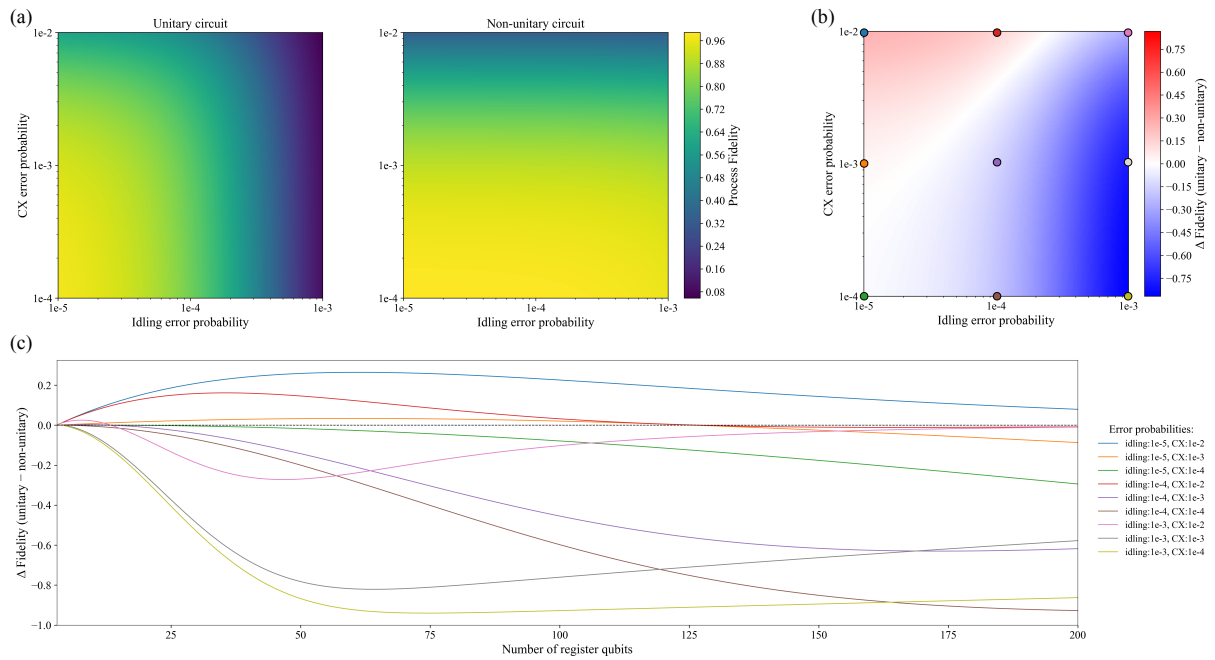 (a)
Unitary circuit
Non-unitary circuit
CX error probability
1e-2
1e-3
1e-4
1e-5
1e-4
1e-3
Idling error probability
1e-2
1e-3
1e-4
1e-5
1e-4
1e-3
Idling error probability
0.96
0.88
0.80
0.72
0.64
0.56
0.48
0.40
0.32
0.24
0.16
0.08
Process Fidelity
(b)
CX error probability
1e-2
1e-3
1e-4
1e-5
1e-4
1e-3
Idling error probability
0.75
0.60
0.45
0.30
0.15
0.00
−0.15
−0.30
−0.45
−0.60
−0.75
Δ Fidelity (unitary − non-unitary)
(c)
Δ Fidelity (unitary − non-unitary)
0.2
0.0
−0.2
−0.4
−0.6
−0.8
−1.0
25
50
75
100
125
150
175
200
Number of register qubits
Error probabilities:
idling:1e-5, CX:1e-2
idling:1e-5, CX:1e-3
idling:1e-5, CX:1e-4
idling:1e-4, CX:1e-2
idling:1e-4, CX:1e-3
idling:1e-4, CX:1e-4
idling:1e-3, CX:1e-2
idling:1e-3, CX:1e-3
idling:1e-3, CX:1e-4